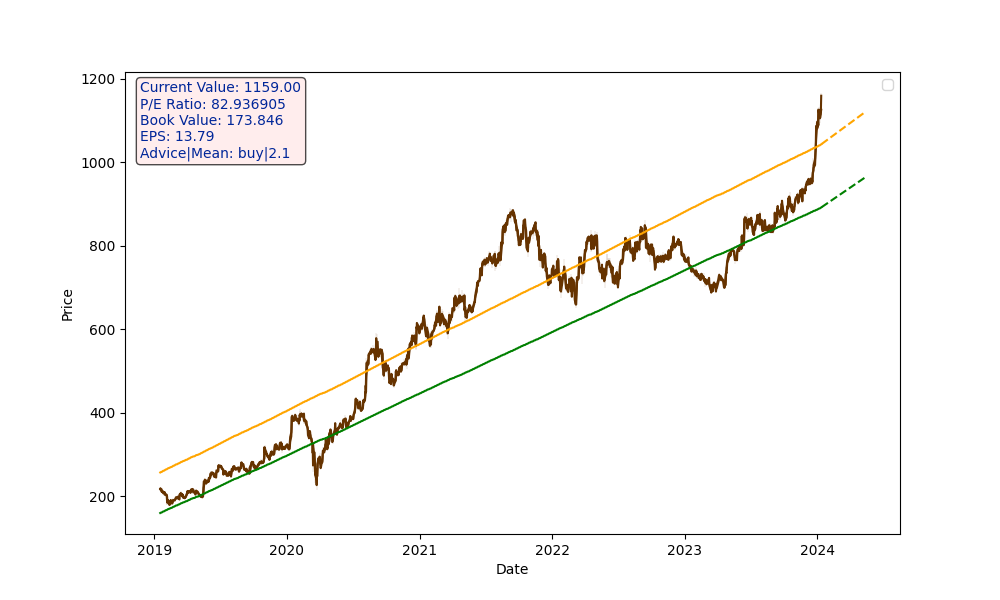 Current Value: 1159.00
P/E Ratio: 82.936905
Book Value: 173.846
EPS: 13.79
Advice|Mean: buy|2.1
1200
1000
800
600
400
200
Price
2019 2020 2021 2022 2023 2024
Date